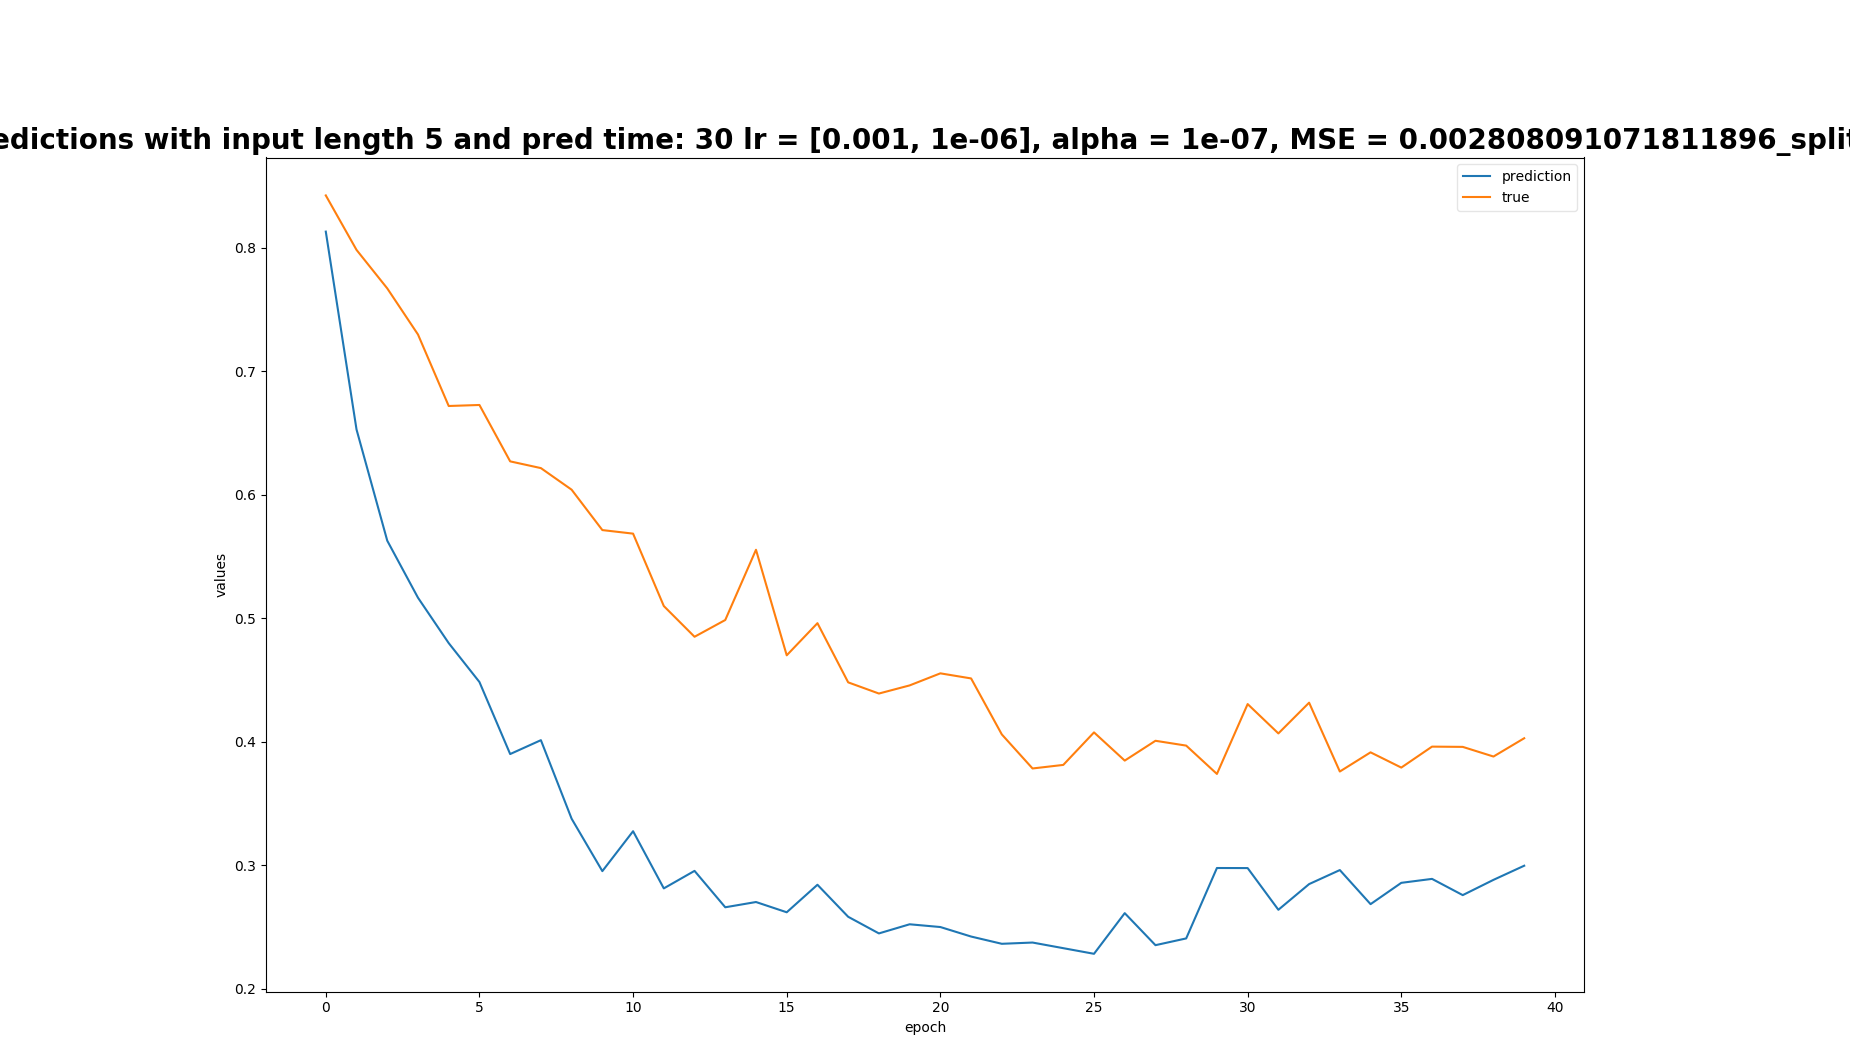 edictions with input length 5 and pred time: 30 lr = [0.001, 1e-06], alpha = 1e-07, MSE = 0.002808091071811896_split
prediction
true
0.8
0.7
0.6
0.5
0.4
0.3
0.2
values
0 5 10 15 20 25 30 35 40
epoch